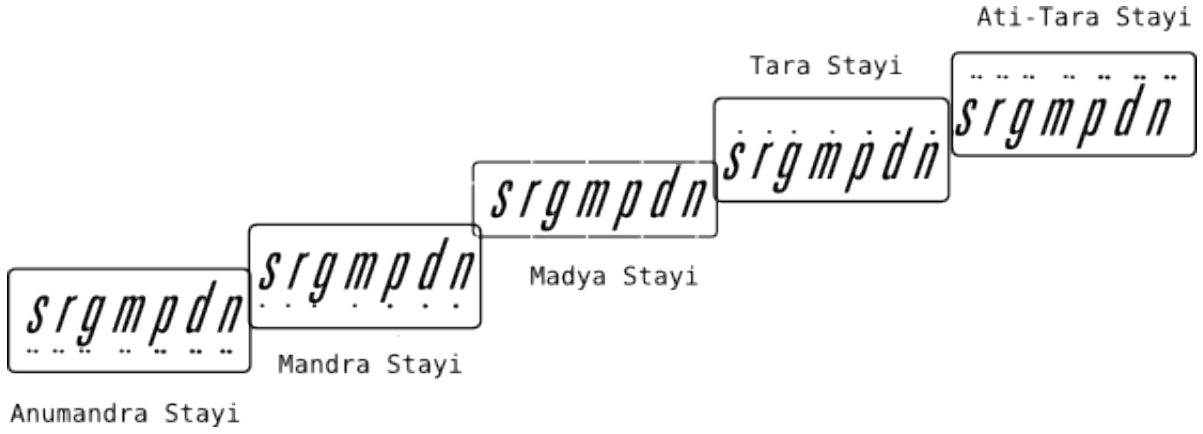 Ati-Tara Stayi
s̈ r̈ g̈ m̈ p̈ d̈ n̈
Tara Stayi
ṡ ṙ ġ ṁ ṗ ḋ ṅ
s r g m p d n
Madya Stayi
ṣ ṛ g̣ ṃ p̣ ḍ ṇ
Mandra Stayi
s̤ r̤ g̤ m̤ p̤ d̤ n̤
Anumandra Stayi